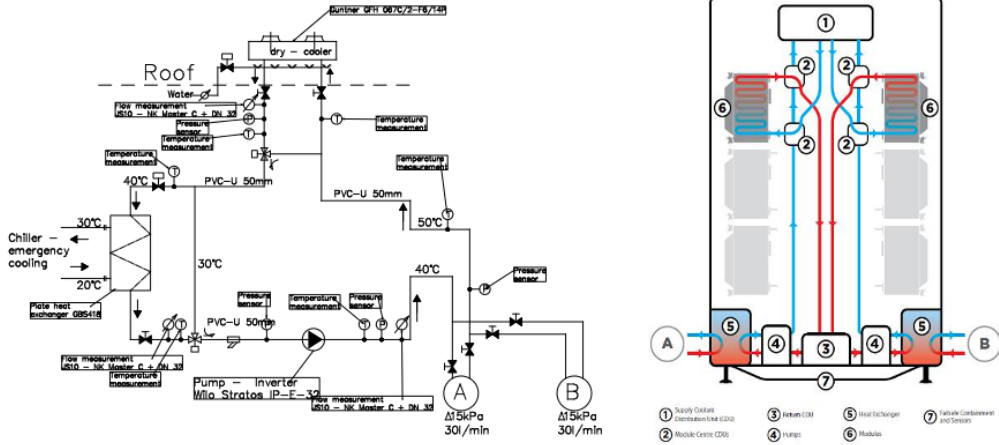 Guntner GFH 067C/2-F6/14P
dry - cooler
Roof
Water
Flow measurement
JS10 - NK Master C + DN 32
Pressure
sensor
Temperature
measurement
Temperature
measurement
Temperature
measurement
Temperature
measurement
40°C
PVC-U 50mm
PVC-U 50mm
50°C
30°C
Chiller -
emergency
cooling
20°C
30°C
40°C
Plate heat
exchanger GBS418
Pressure
sensor
Pressure
sensor
Temperature
measurement
Pressure
sensor
PVC-U 50mm
Flow measurement
JS10 - NK Master C + DN 32
Temperature
measurement
Pump - Inverter
Wilo Stratos IP-E-32
Flow measurement
JS10 - NK Master C + DN 32
A
B
Δ15kPa
30l/min
Δ15kPa
30l/min
T
T
T
T
T
T
P
P
P
P
1
2
2
2
2
6
6
5
5
4
3
4
7
A
B
1 Supply Coolant
Distribution Unit (CDU)
2 Module Centre CDUs
3 Return CDU
4 Pumps
5 Heat Exchanger
6 Modules
7 Failsafe Containment
and Sensors